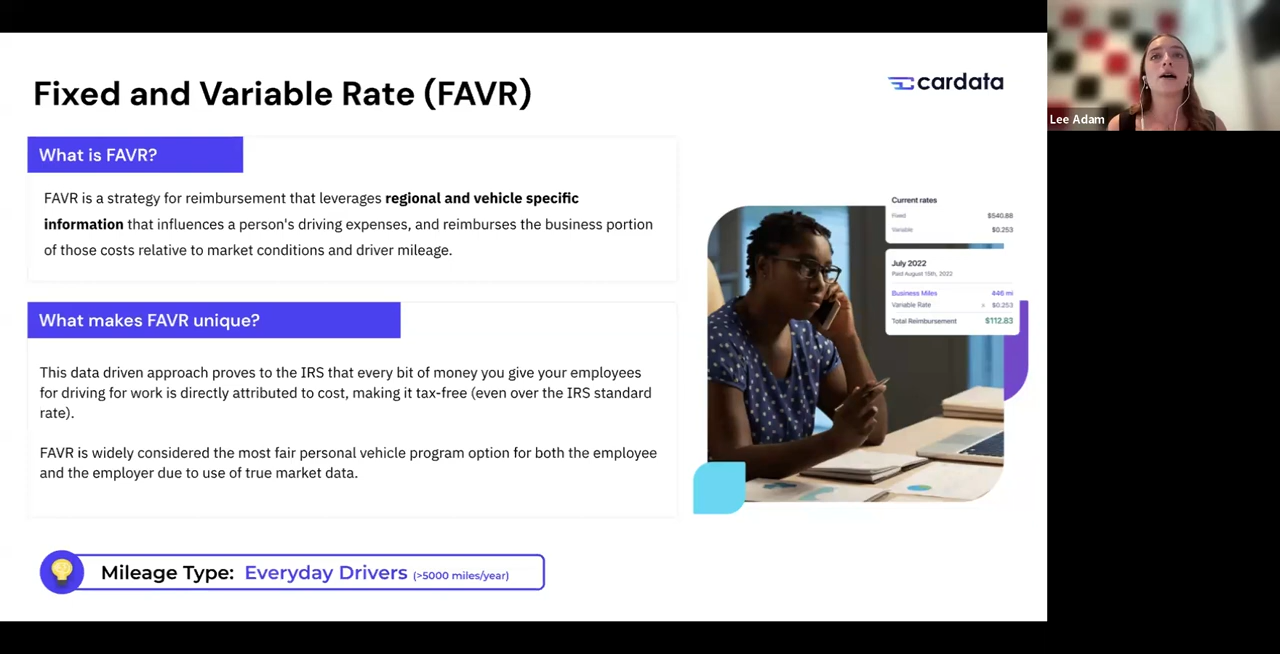 Fixed and Variable Rate (FAVR)
cardata
Lee Adam
What is FAVR?
FAVR is a strategy for reimbursement that leverages regional and vehicle specific
information that influences a person's driving expenses, and reimburses the business portion
of those costs relative to market conditions and driver mileage.
What makes FAVR unique?
This data driven approach proves to the IRS that every bit of money you give your employees
for driving for work is directly attributed to cost, making it tax-free (even over the IRS standard
rate).
FAVR is widely considered the most fair personal vehicle program option for both the employee
and the employer due to use of true market data.
Current rates
Fixed $540.88
Variable $0.253
July 2022
Paid August 15th, 2022
Business Miles 446 mi
Variable Rate x $0.253
Total Reimbursement $112.83
Mileage Type: Everyday Drivers (>5000 miles/year)